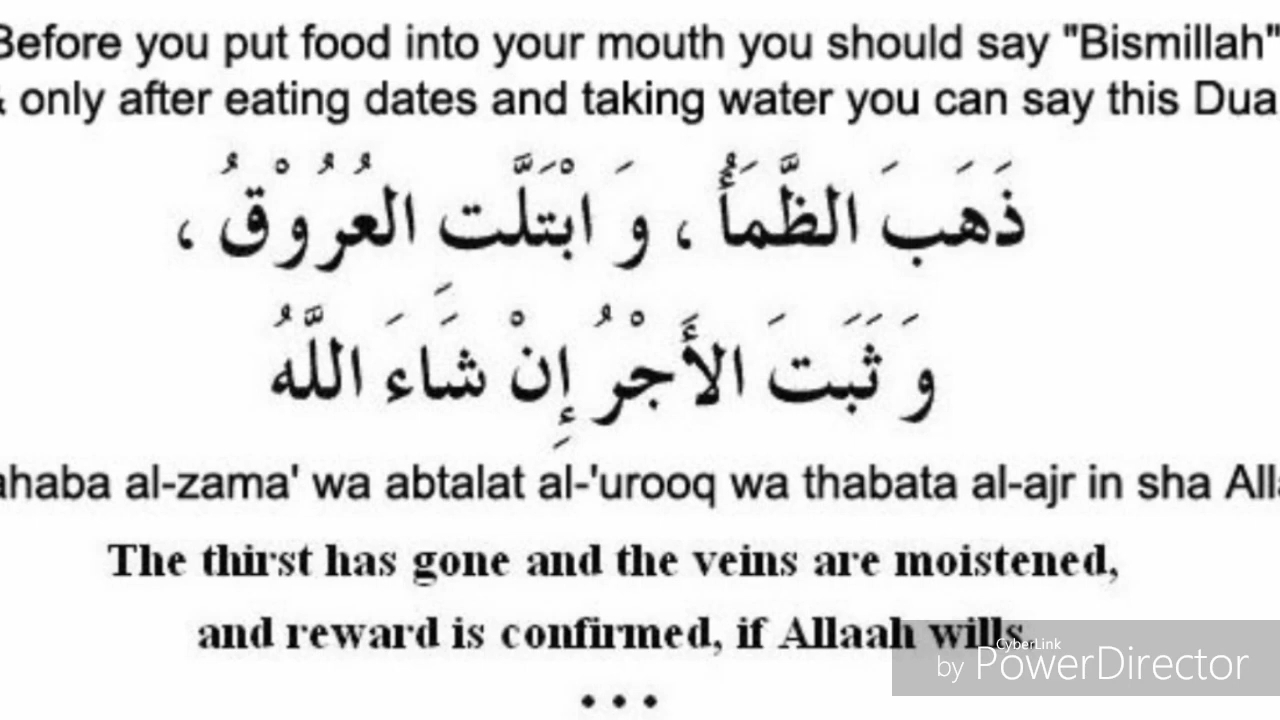 Before you put food into your mouth you should say "Bismillah"
& only after eating dates and taking water you can say this Dua
ذَهَبَ الظَّمَأُ ، وَ ابْتَلَّتِ العُرُوْقُ ،
وَ ثَبَتَ الأَجْرُ إِنْ شَاءَ اللَّهُ
ahaba al-zama' wa abtalat al-'urooq wa thabata al-ajr in sha Alla
The thirst has gone and the veins are moistened,
and reward is confirmed, if Allaah wills
CyberLink
by PowerDirector
...